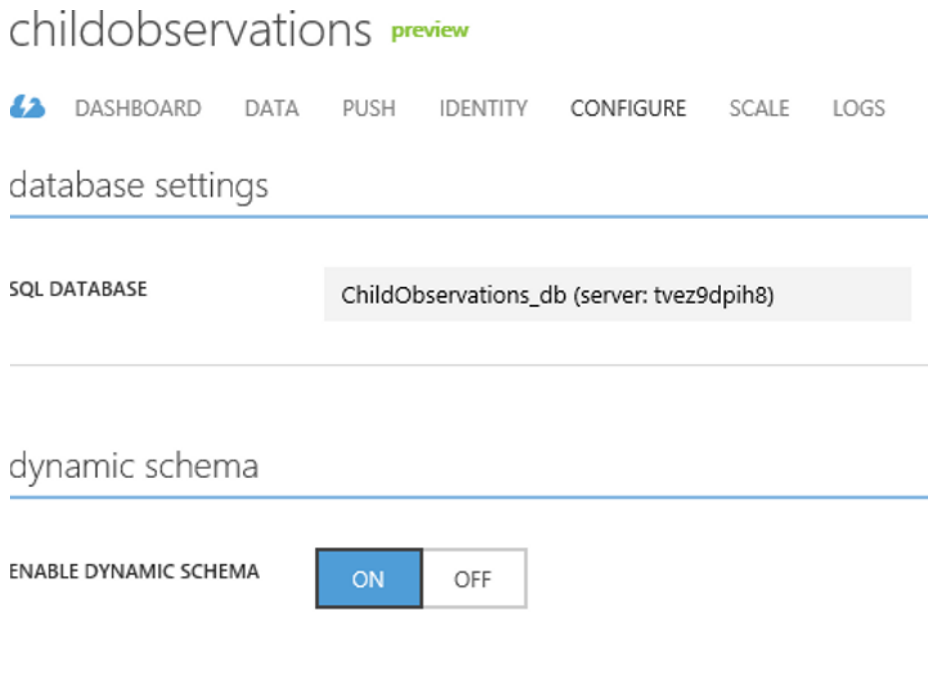 childobservations preview
DASHBOARD DATA PUSH IDENTITY CONFIGURE SCALE LOGS
database settings
SQL DATABASE ChildObservations_db (server: tvez9dpih8)
dynamic schema
ENABLE DYNAMIC SCHEMA ON OFF